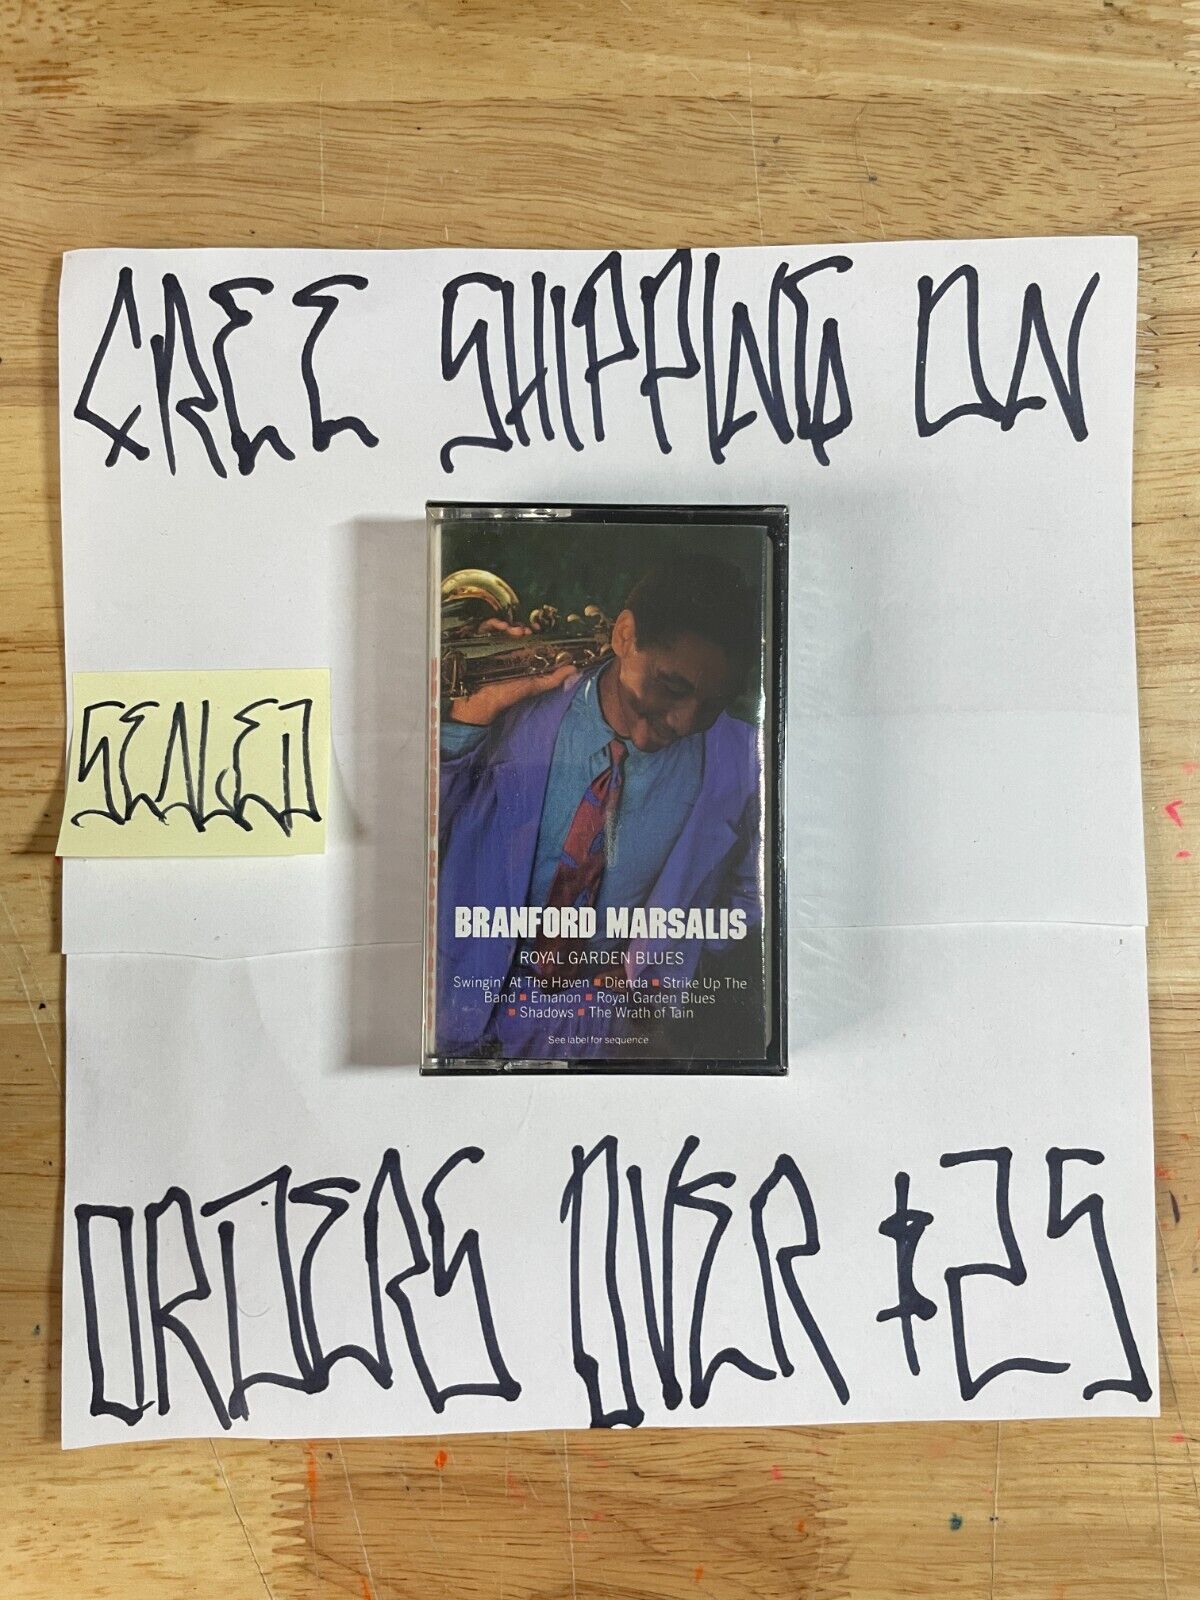 FREE SHIPPING ON
SEALED
BRANFORD MARSALIS
ROYAL GARDEN BLUES
Swingin' At The Haven ▪ Dienda ▪ Strike Up The
Band ▪ Emanon ▪ Royal Garden Blues
▪ Shadows ▪ The Wrath of Tain
See label for sequence
ORDERS OVER $25